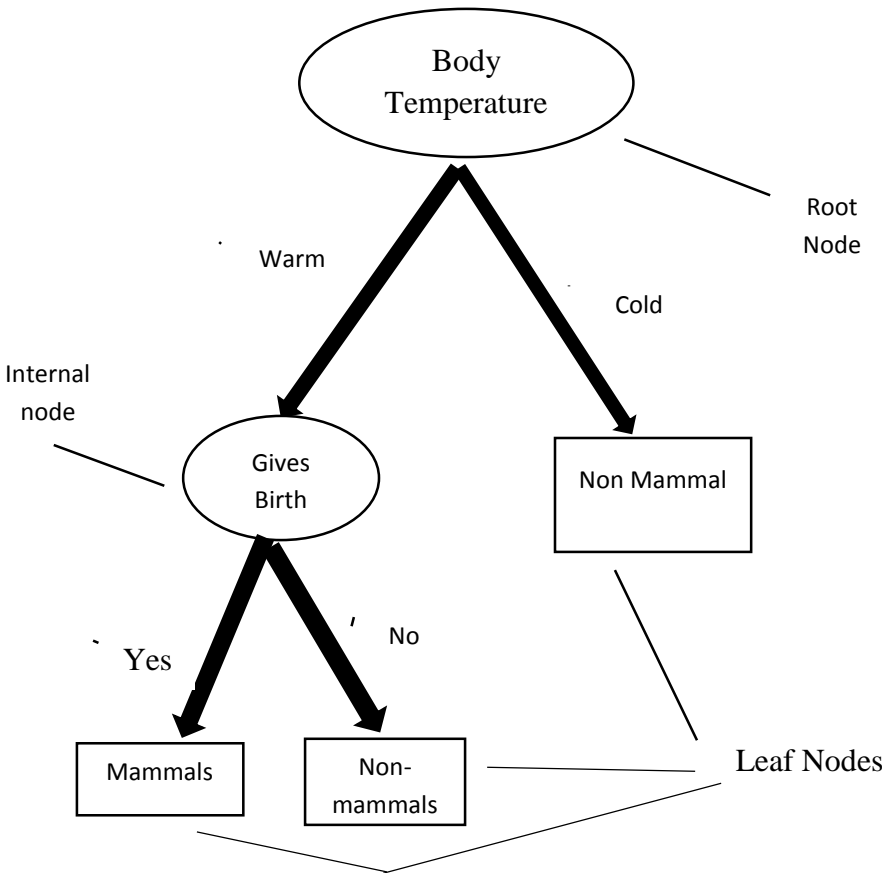 Body
Temperature
Root
Node
Warm
Cold
Internal
node
Gives
Birth
Non Mammal
Yes
No
Mammals
Non-
mammals
Leaf Nodes